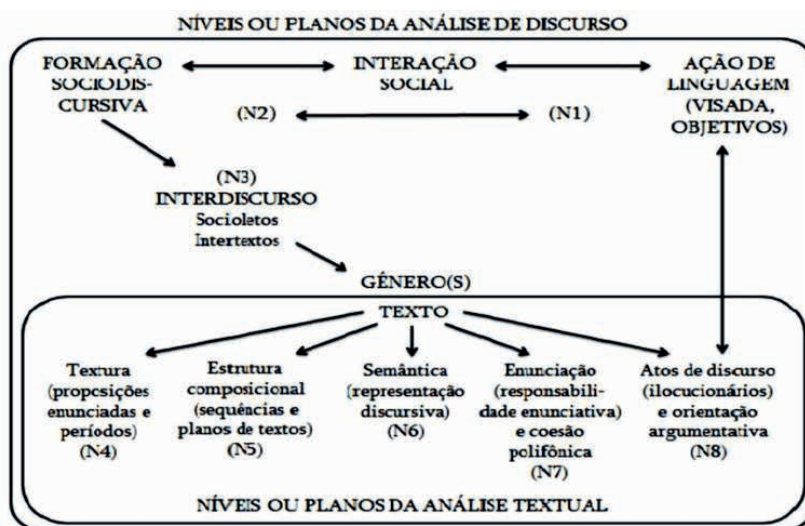 NÍVEIS OU PLANOS DA ANÁLISE DE DISCURSO
FORMAÇÃO
SOCIODIS-
CURSIVA
INTERAÇÃO
SOCIAL
AÇÃO DE
LINGUAGEM
(VISADA,
OBJETIVOS)
(N2)
(N1)
(N3)
INTERDISCURSO
Socioletos
Intertextos
GÊNERO(S)
TEXTO
Textura
(proposições
enunciadas e
períodos)
(N4)
Estrutura
composicional
(sequências e
planos de textos)
(N5)
Semântica
(representação
discursiva)
(N6)
Enunciação
(responsabili-
dade enunciativa)
e coesão
polifônica
(N7)
Atos de discurso
(ilocucionários)
e orientação
argumentativa
(N8)
NÍVEIS OU PLANOS DA ANÁLISE TEXTUAL